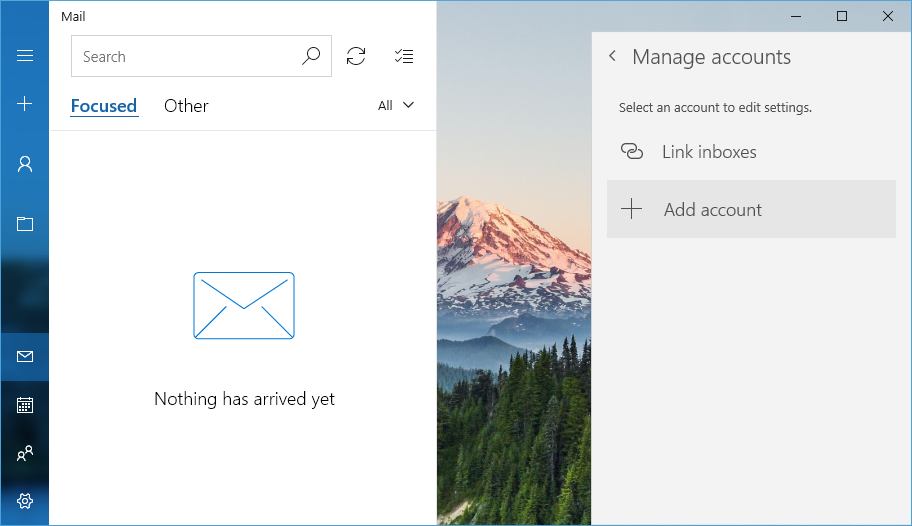 Mail
Search
Focused Other All
Nothing has arrived yet
Manage accounts
Select an account to edit settings.
Link inboxes
Add account